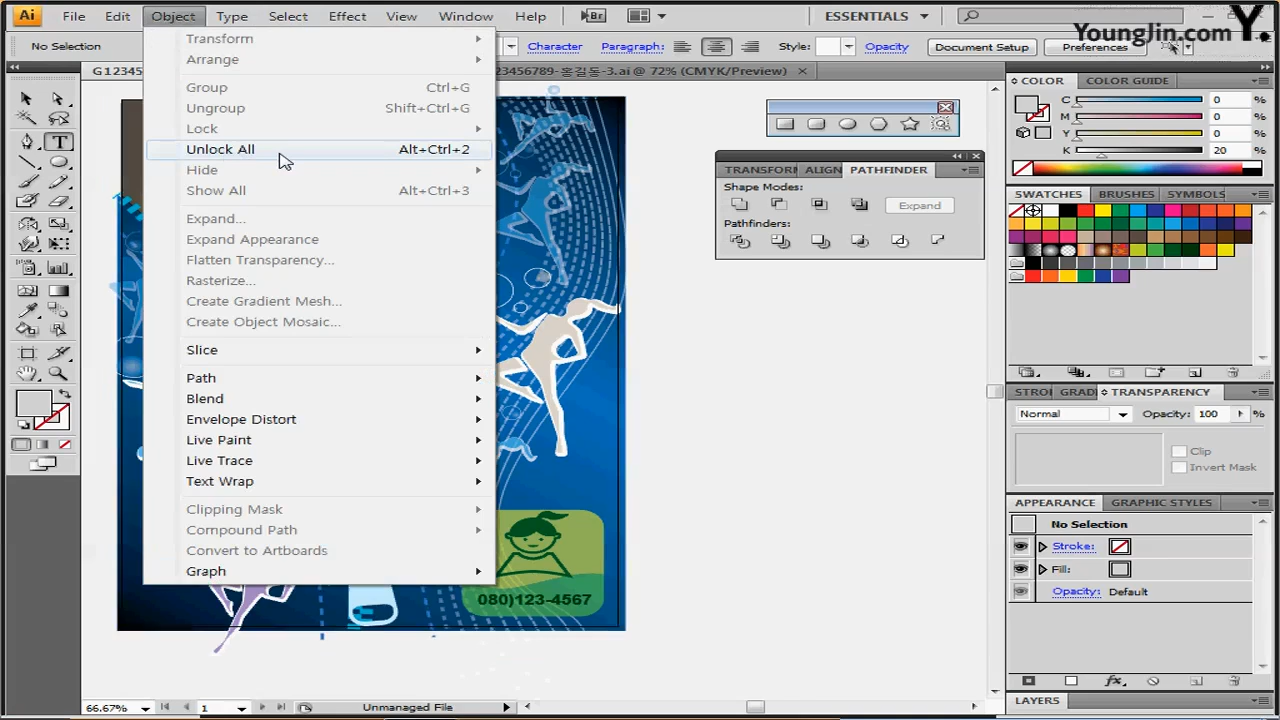 Ai File Edit Object Type Select Effect View Window Help Br ESSENTIALS
YoungJin.com Y.
No Selection Character Paragraph: Style: Opacity Document Setup Preferences
G12345 3456789-홍길동-3.ai @ 72% (CMYK/Preview)
Transform
Arrange
Group Ctrl+G
Ungroup Shift+Ctrl+G
Lock
Unlock All Alt+Ctrl+2
Hide
Show All Alt+Ctrl+3
Expand...
Expand Appearance
Flatten Transparency...
Rasterize...
Create Gradient Mesh...
Create Object Mosaic...
Slice
Path
Blend
Envelope Distort
Live Paint
Live Trace
Text Wrap
Clipping Mask
Compound Path
Convert to Artboards
Graph
080)123-4567
TRANSFORM ALIGN PATHFINDER
Shape Modes:
Expand
Pathfinders:
COLOR COLOR GUIDE
C 0 %
M 0 %
Y 0 %
K 20 %
SWATCHES BRUSHES SYMBOLS
STRO GRADI TRANSPARENCY
Normal Opacity: 100 %
Clip
Invert Mask
APPEARANCE GRAPHIC STYLES
No Selection
Stroke:
Fill:
Opacity: Default
LAYERS
66.67% 1 Unmanaged File